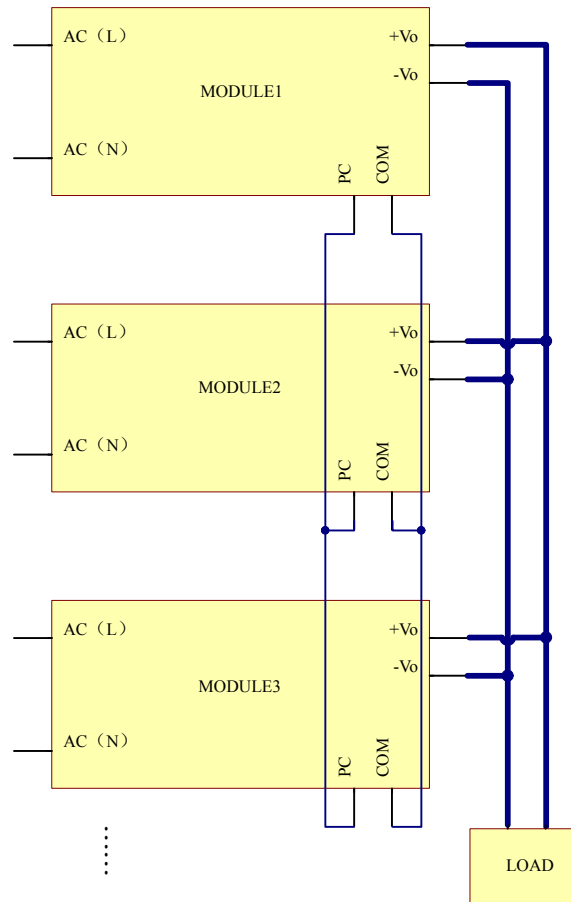 AC（L）
+Vo
-Vo
MODULE1
AC（N）
PC
COM
AC（L）
+Vo
-Vo
MODULE2
AC（N）
PC
COM
AC（L）
+Vo
-Vo
MODULE3
AC（N）
PC
COM
LOAD